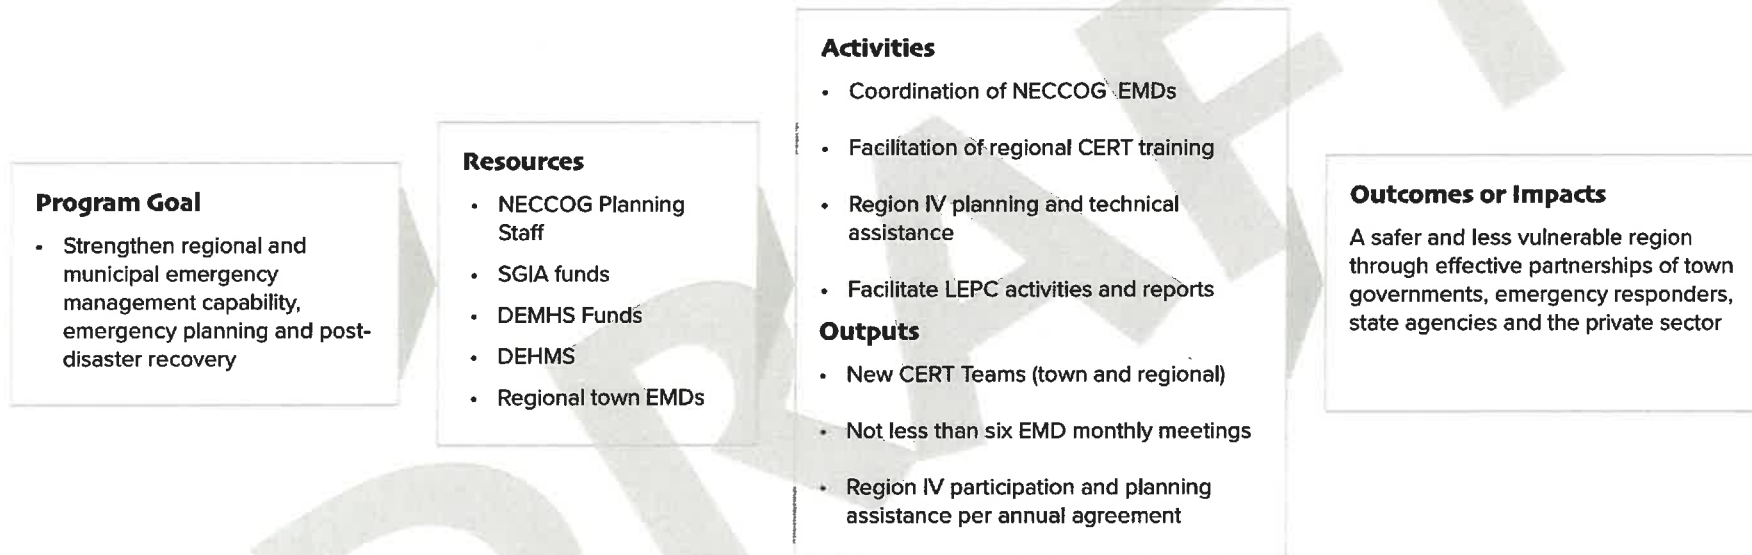 Program Goal
• Strengthen regional and
municipal emergency
management capability,
emergency planning and post-
disaster recovery
Resources
• NECCOG Planning
Staff
• SGIA funds
• DEMHS Funds
• DEHMS
• Regional town EMDs
Activities
• Coordination of NECCOG EMDs
• Facilitation of regional CERT training
• Region IV planning and technical
assistance
• Facilitate LEPC activities and reports
Outputs
• New CERT Teams (town and regional)
• Not less than six EMD monthly meetings
• Region IV participation and planning
assistance per annual agreement
Outcomes or Impacts
A safer and less vulnerable region
through effective partnerships of town
governments, emergency responders,
state agencies and the private sector
DRAFT